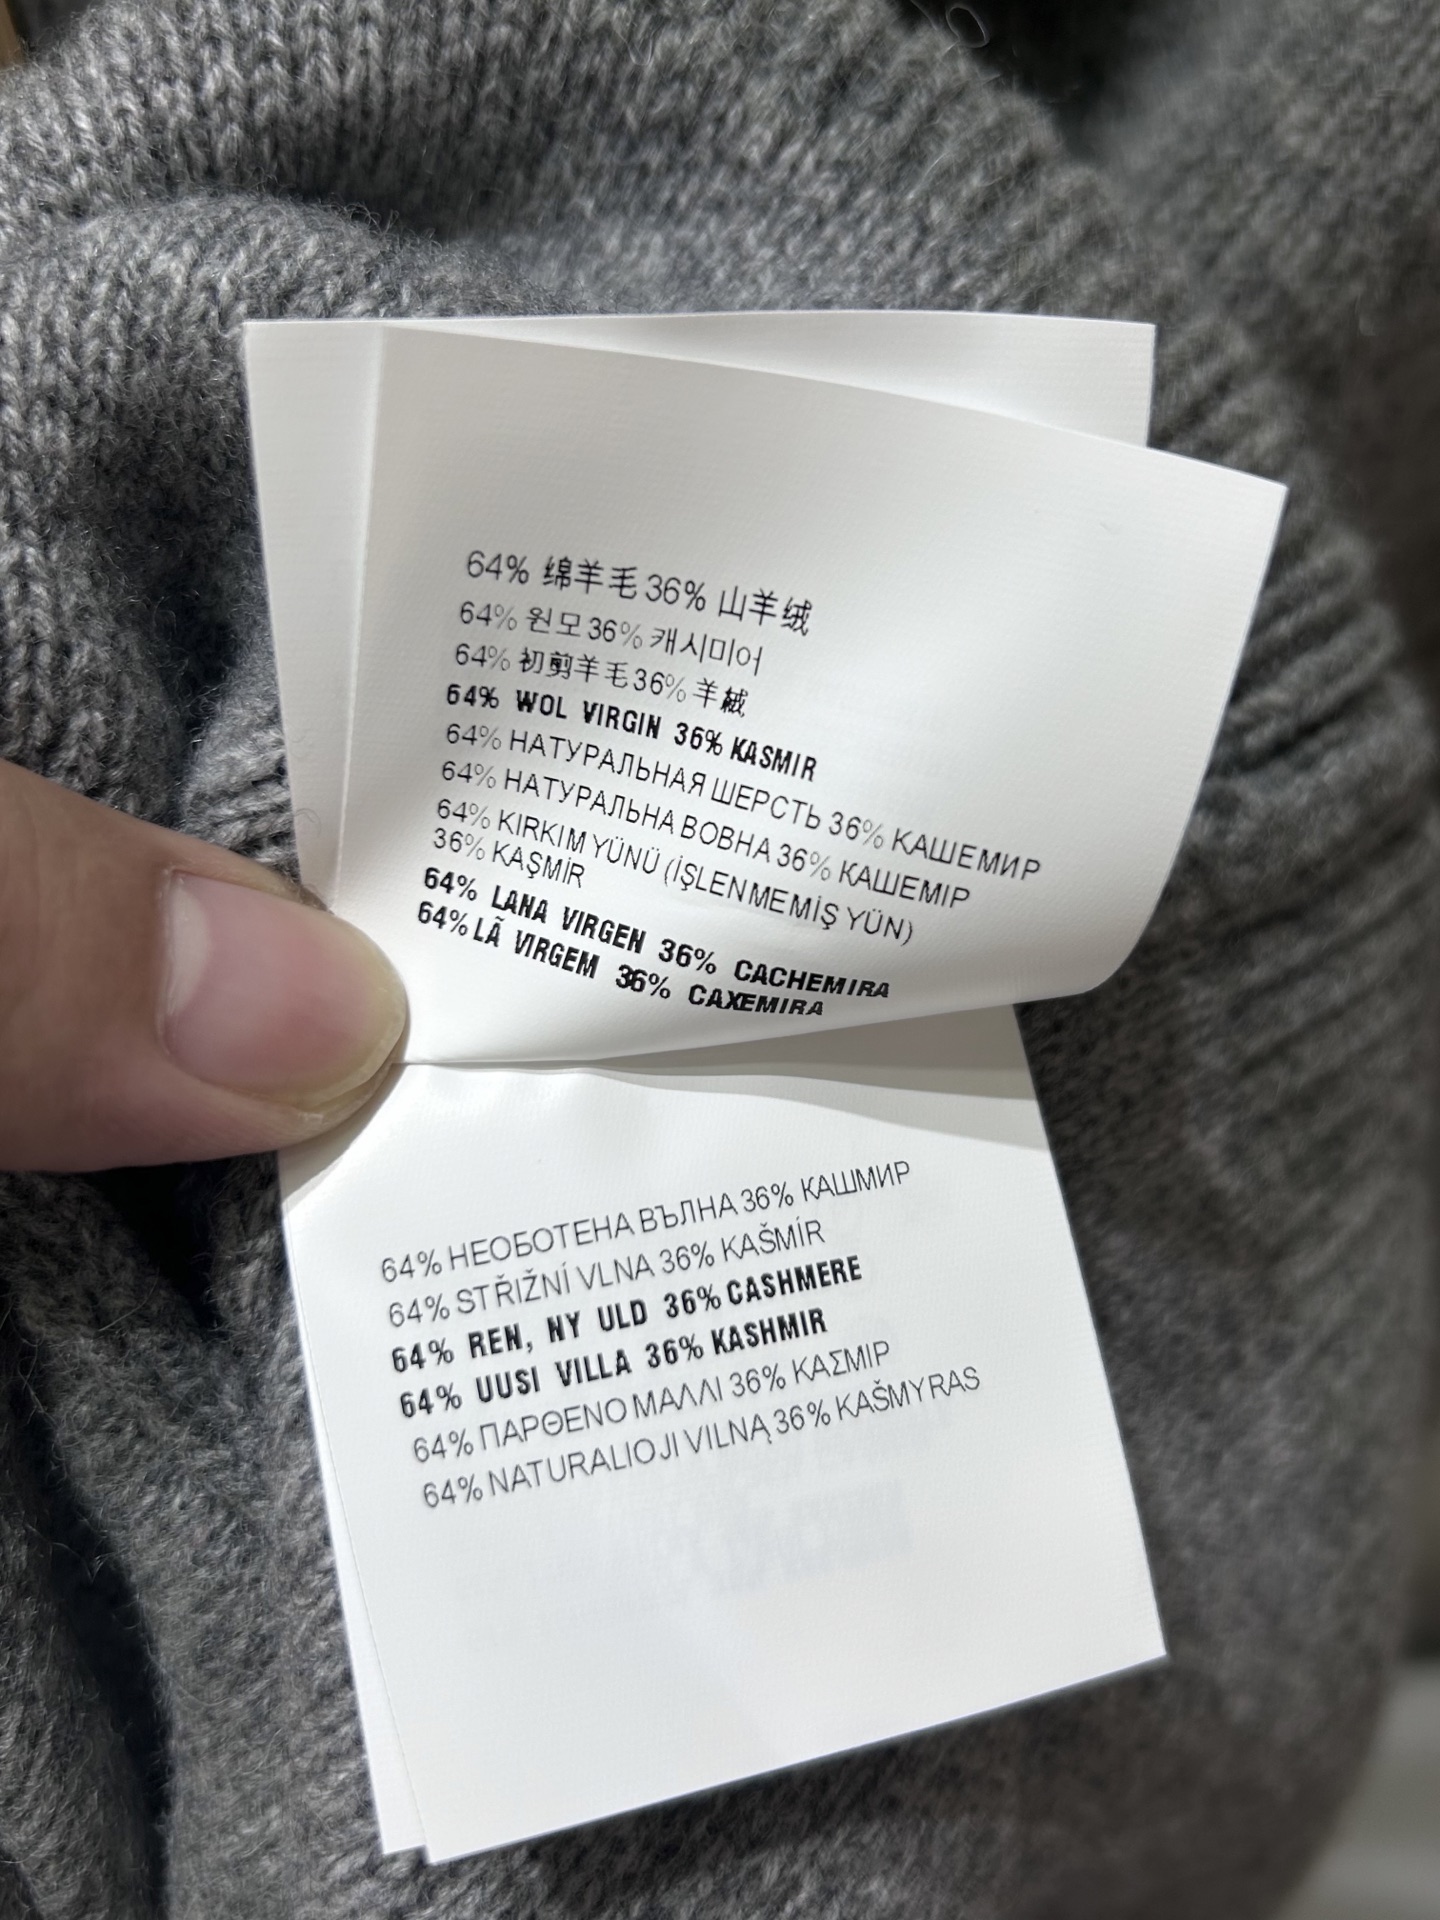 64% 绵羊毛 36% 山羊绒
64% 원모 36% 캐시미어
64% 初剪羊毛 36% 羊絨
64% WOL VIRGIN 36% KASMIR
64% НАТУРАЛЬНАЯ ШЕРСТЬ 36% КАШЕМИР
64% НАТУРАЛЬНА ВОВНА 36% КАШЕМІР
64% KIRKIM YÜNÜ (İŞLENMEMİŞ YÜN)
36% KAŞMİR
64% LANA VIRGEN 36% CACHEMIRA
64% LÃ VIRGEM 36% CAXEMIRA
64% НЕОБОТЕНА ВЪЛНА 36% КАШМИР
64% STŘIŽNÍ VLNA 36% KAŠMÍR
64% REN, NY ULD 36% CASHMERE
64% UUSI VILLA 36% KASHMIR
64% ΠΑΡΘΕΝΟ ΜΑΛΛΙ 36% ΚΑΣΜΙΡ
64% NATURALIOJI VILNĄ 36% KAŠMYRAS